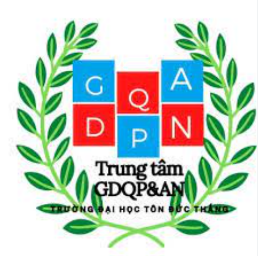 G Q A
D P N
Trung tâm
GDQP&AN
TRƯỜNG ĐẠI HỌC TÔN ĐỨC THẮNG